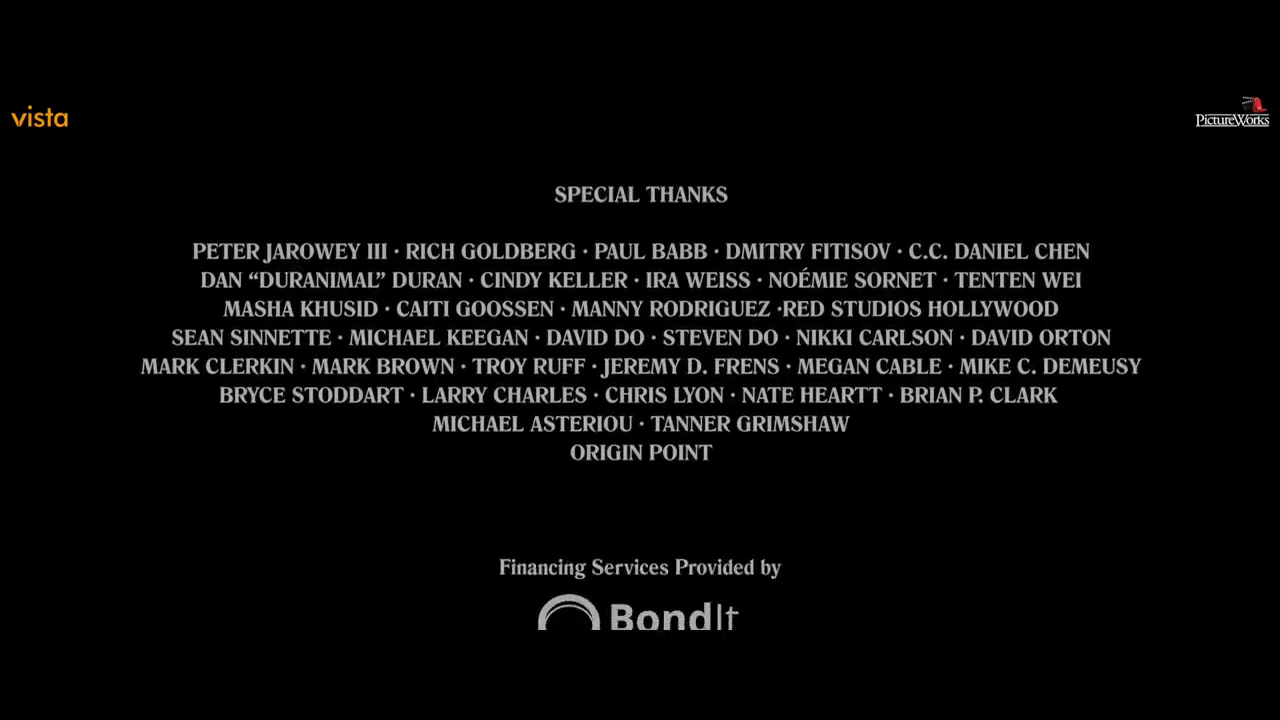 vista
PictureWorks
SPECIAL THANKS
PETER JAROWEY III · RICH GOLDBERG · PAUL BABB · DMITRY FITISOV · C.C. DANIEL CHEN
DAN “DURANIMAL” DURAN · CINDY KELLER · IRA WEISS · NOÉMIE SORNET · TENTEN WEI
MASHA KHUSID · CAITI GOOSSEN · MANNY RODRIGUEZ ·RED STUDIOS HOLLYWOOD
SEAN SINNETTE · MICHAEL KEEGAN · DAVID DO · STEVEN DO · NIKKI CARLSON · DAVID ORTON
MARK CLERKIN · MARK BROWN · TROY RUFF · JEREMY D. FRENS · MEGAN CABLE · MIKE C. DEMEUSY
BRYCE STODDART · LARRY CHARLES · CHRIS LYON · NATE HEARTT · BRIAN P. CLARK
MICHAEL ASTERIOU · TANNER GRIMSHAW
ORIGIN POINT
Financing Services Provided by
BondIt